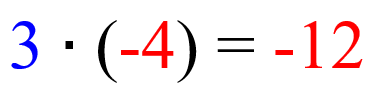 3 · (-4) = -12